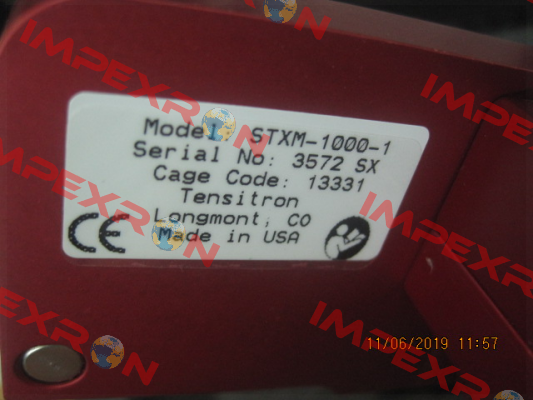 IMPEXRON
IMPEXRON
IMPEXRON
Model STXM-1000-1
Serial No: 3572 SX
Cage Code: 13331
Tensitron
Longmont, CO
Made in USA
CE
IMPEXRON
IMPEXRON
11/06/2019 11:57